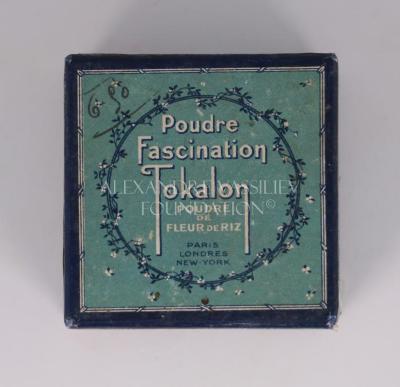 6 50
Poudre
Fascination
Tokalon
POUDRE
DE
FLEUR DE RIZ
PARIS
LONDRES
NEW-YORK
ALEXANDRE VASSILIEV
FOUNDATION©